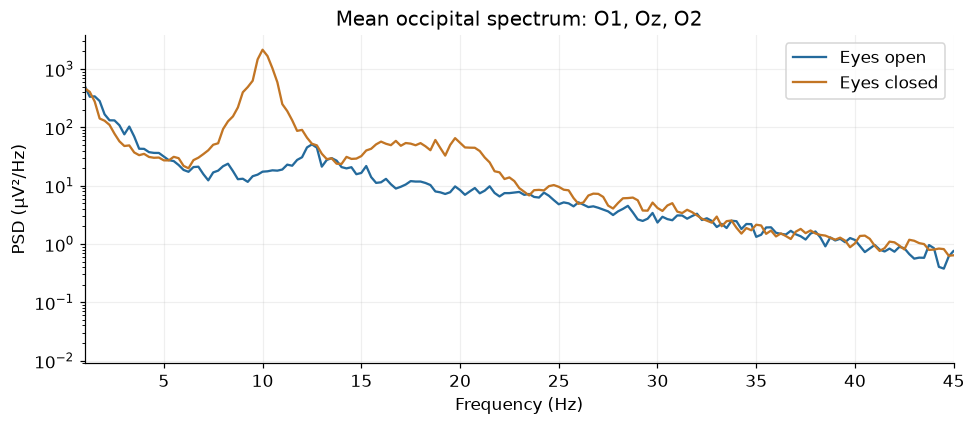 Mean occipital spectrum: O1, Oz, O2
Eyes open
Eyes closed
PSD (µV²/Hz)
10³
10²
10¹
10⁰
10⁻¹
10⁻²
5 10 15 20 25 30 35 40 45
Frequency (Hz)